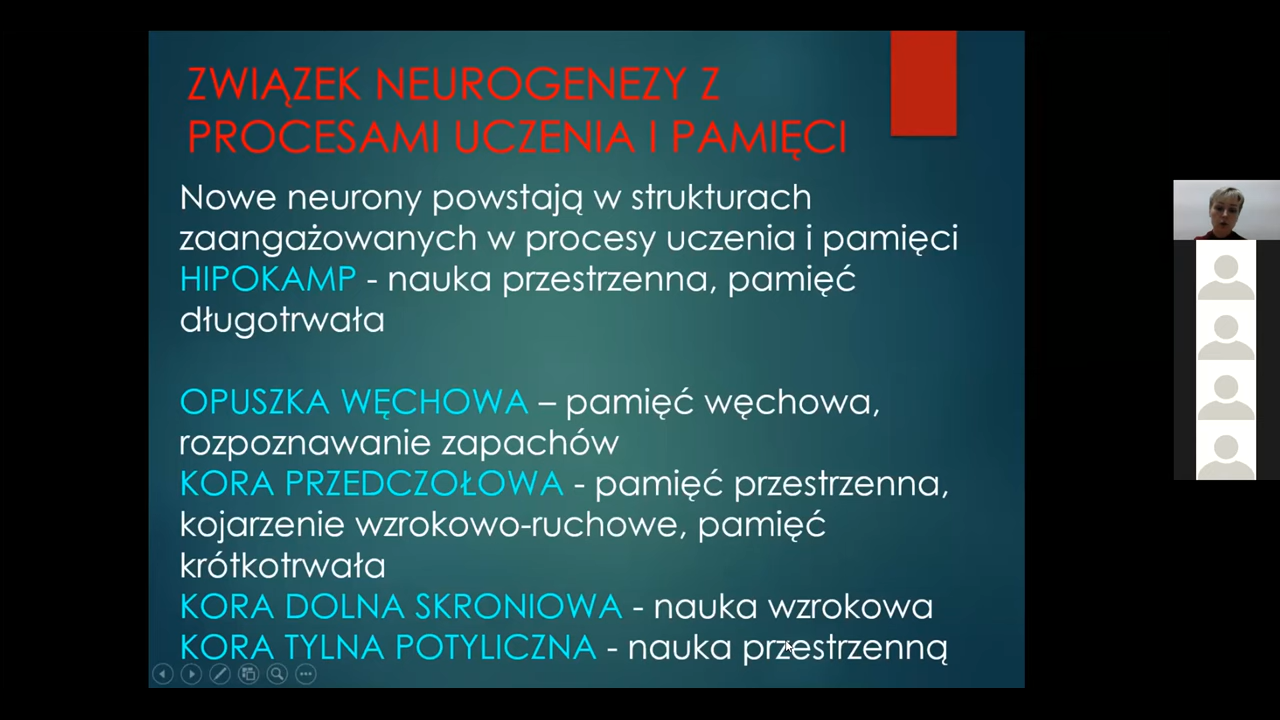 ZWIĄZEK NEUROGENEZY Z
PROCESAMI UCZENIA I PAMIĘCI
Nowe neurony powstają w strukturach
zaangażowanych w procesy uczenia i pamięci
HIPOKAMP - nauka przestrzenna, pamięć
długotrwała
OPUSZKA WĘCHOWA – pamięć węchowa,
rozpoznawanie zapachów
KORA PRZEDCZOŁOWA - pamięć przestrzenna,
kojarzenie wzrokowo-ruchowe, pamięć
krótkotrwała
KORA DOLNA SKRONIOWA - nauka wzrokowa
KORA TYLNA POTYLICZNA - nauka przestrzenną